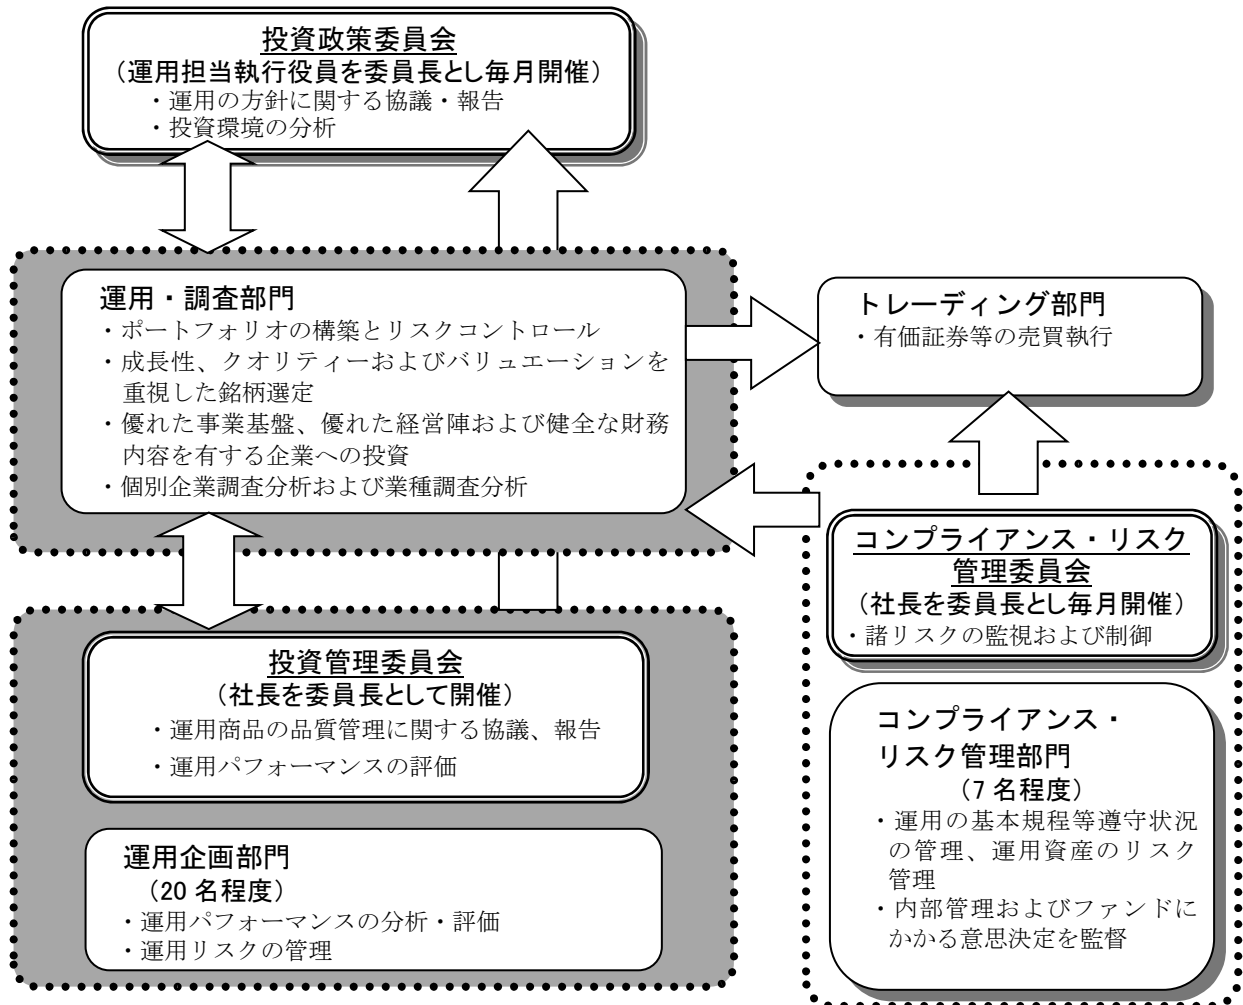 投資政策委員会
（運用担当執行役員を委員長とし毎月開催）
・運用の方針に関する協議・報告
・投資環境の分析
運用・調査部門
・ポートフォリオの構築とリスクコントロール
・成長性、クオリティーおよびバリュエーションを
重視した銘柄選定
・優れた事業基盤、優れた経営陣および健全な財務
内容を有する企業への投資
・個別企業調査分析および業種調査分析
トレーディング部門
・有価証券等の売買執行
投資管理委員会
（社長を委員長として開催）
・運用商品の品質管理に関する協議、報告
・運用パフォーマンスの評価
運用企画部門
（20 名程度）
・運用パフォーマンスの分析・評価
・運用リスクの管理
コンプライアンス・リスク
管理委員会
（社長を委員長とし毎月開催）
・諸リスクの監視および制御
コンプライアンス・
リスク管理部門
（7 名程度）
・運用の基本規程等遵守状況
の管理、運用資産のリスク
管理
・内部管理およびファンドに
かかる意思決定を監督